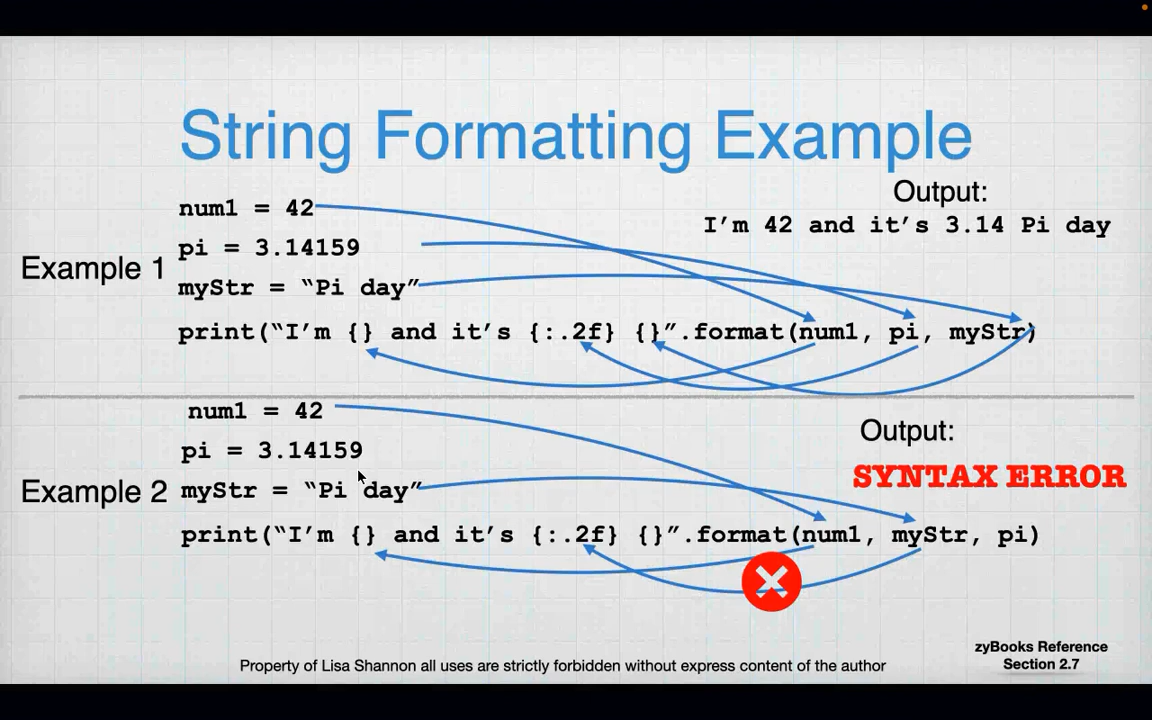 String Formatting Example
Output:
I’m 42 and it’s 3.14 Pi day
Example 1
num1 = 42
pi = 3.14159
myStr = “Pi day”
print(“I’m {} and it’s {:.2f} {}”.format(num1, pi, myStr)
Example 2
num1 = 42
pi = 3.14159
myStr = “Pi day”
print(“I’m {} and it’s {:.2f} {}”.format(num1, myStr, pi)
Output:
SYNTAX ERROR
Property of Lisa Shannon all uses are strictly forbidden without express content of the author
zyBooks Reference
Section 2.7